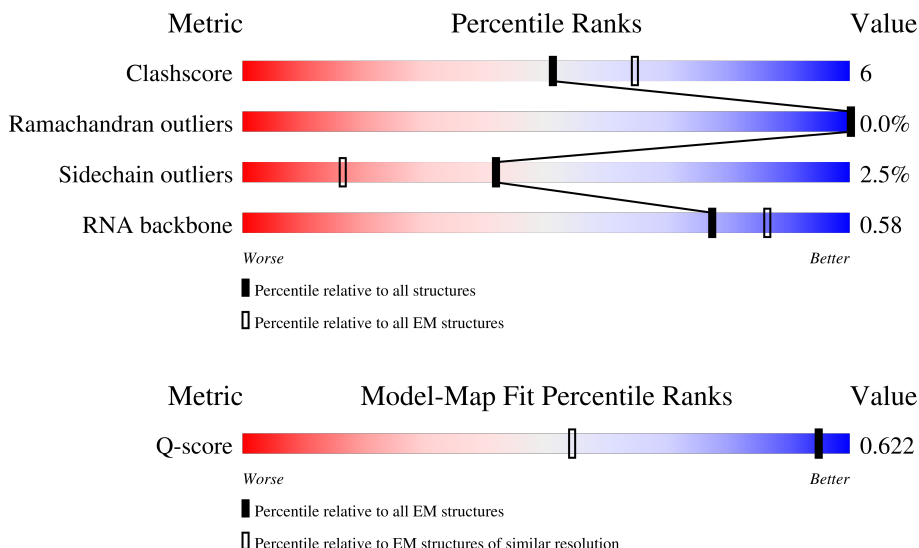 Metric Percentile Ranks Value
Clashscore 6
Ramachandran outliers 0.0%
Sidechain outliers 2.5%
RNA backbone 0.58
Worse Better
Percentile relative to all structures
Percentile relative to all EM structures
Metric Model-Map Fit Percentile Ranks Value
Q-score 0.622
Worse Better
Percentile relative to all EM structures
Percentile relative to EM structures of similar resolution